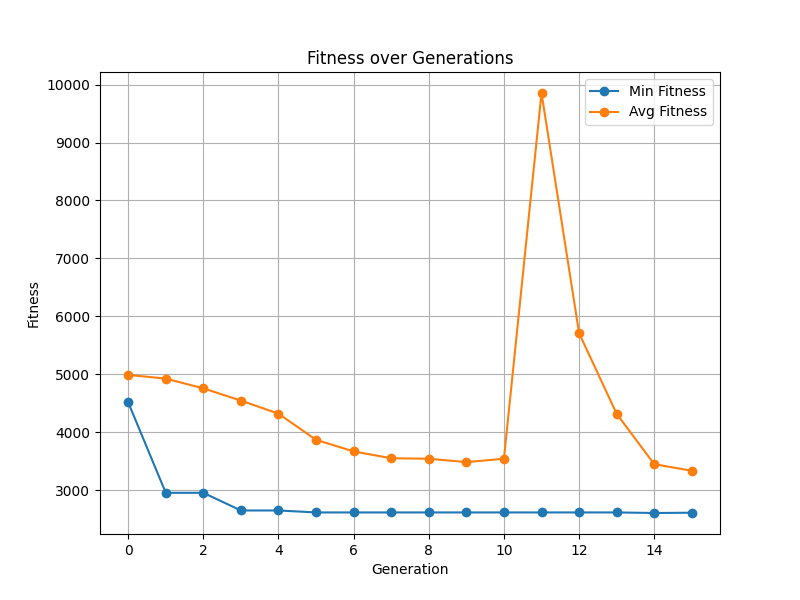 Fitness over Generations
Min Fitness
Avg Fitness
10000
9000
8000
7000
6000
5000
4000
3000
Fitness
0 2 4 6 8 10 12 14
Generation